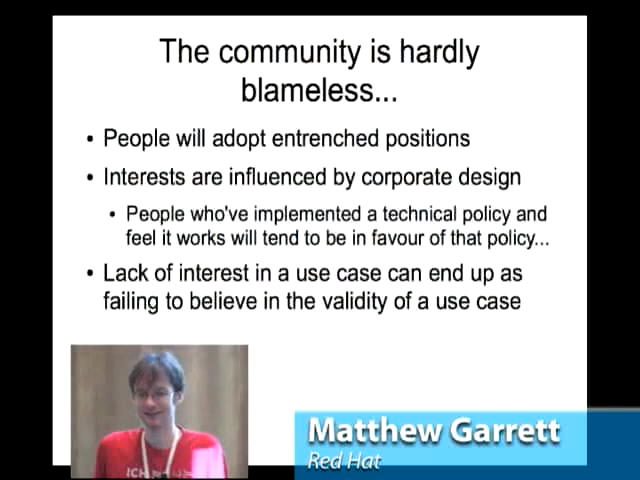 The community is hardly
blameless...
• People will adopt entrenched positions
• Interests are influenced by corporate design
• People who've implemented a technical policy and
feel it works will tend to be in favour of that policy...
• Lack of interest in a use case can end up as
failing to believe in the validity of a use case
ICH
Matthew Garrett
Red Hat